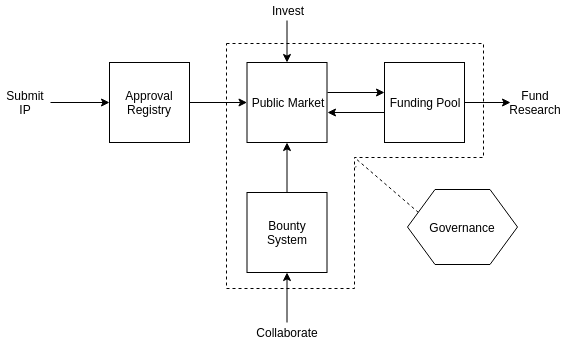 Invest
Submit
IP
Approval
Registry
Public Market
Funding Pool
Fund
Research
Bounty
System
Governance
Collaborate